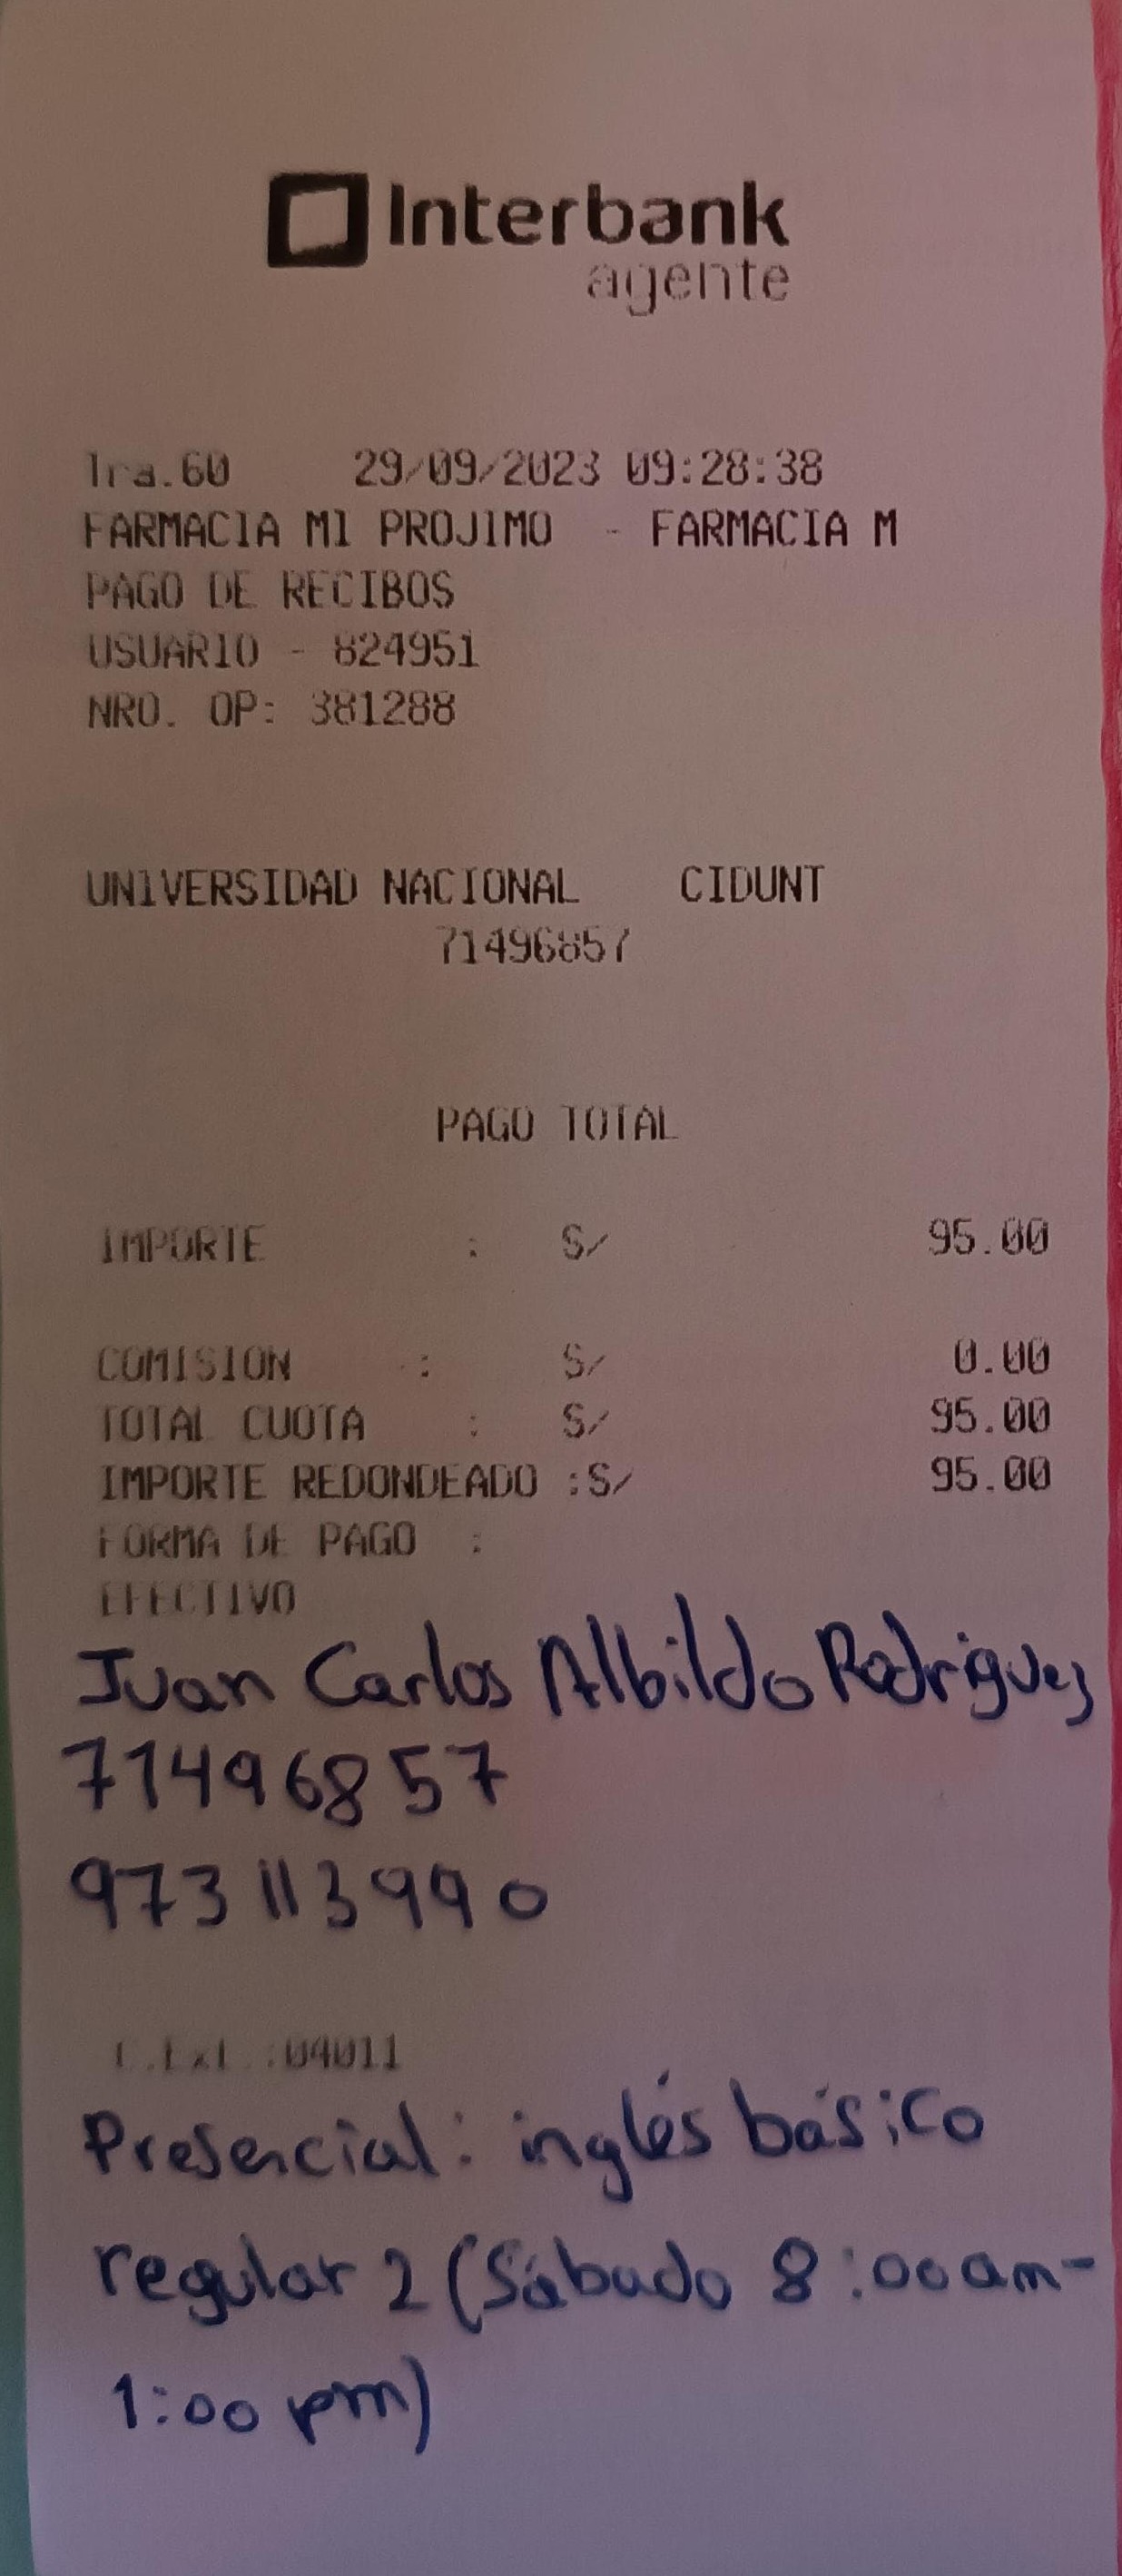 Interbank
agente
Tra.60 29/09/2023 09:28:38
FARMACIA MI PROJIMO - FARMACIA M
PAGO DE RECIBOS
USUARIO - 824951
NRO. OP: 381288
UNIVERSIDAD NACIONAL CIDUNT
71496857
PAGO TOTAL
IMPORTE : S/ 95.00
COMISION : S/ 0.00
TOTAL CUOTA : S/ 95.00
IMPORTE REDONDEADO :S/ 95.00
FORMA DE PAGO :
EFECTIVO
Juan Carlos Albildo Rodriguez
71496857
973113990
C.Ext.:04011
Presencial: inglés básico
regular 2 (Sábado 8:00am-
1:00 pm)